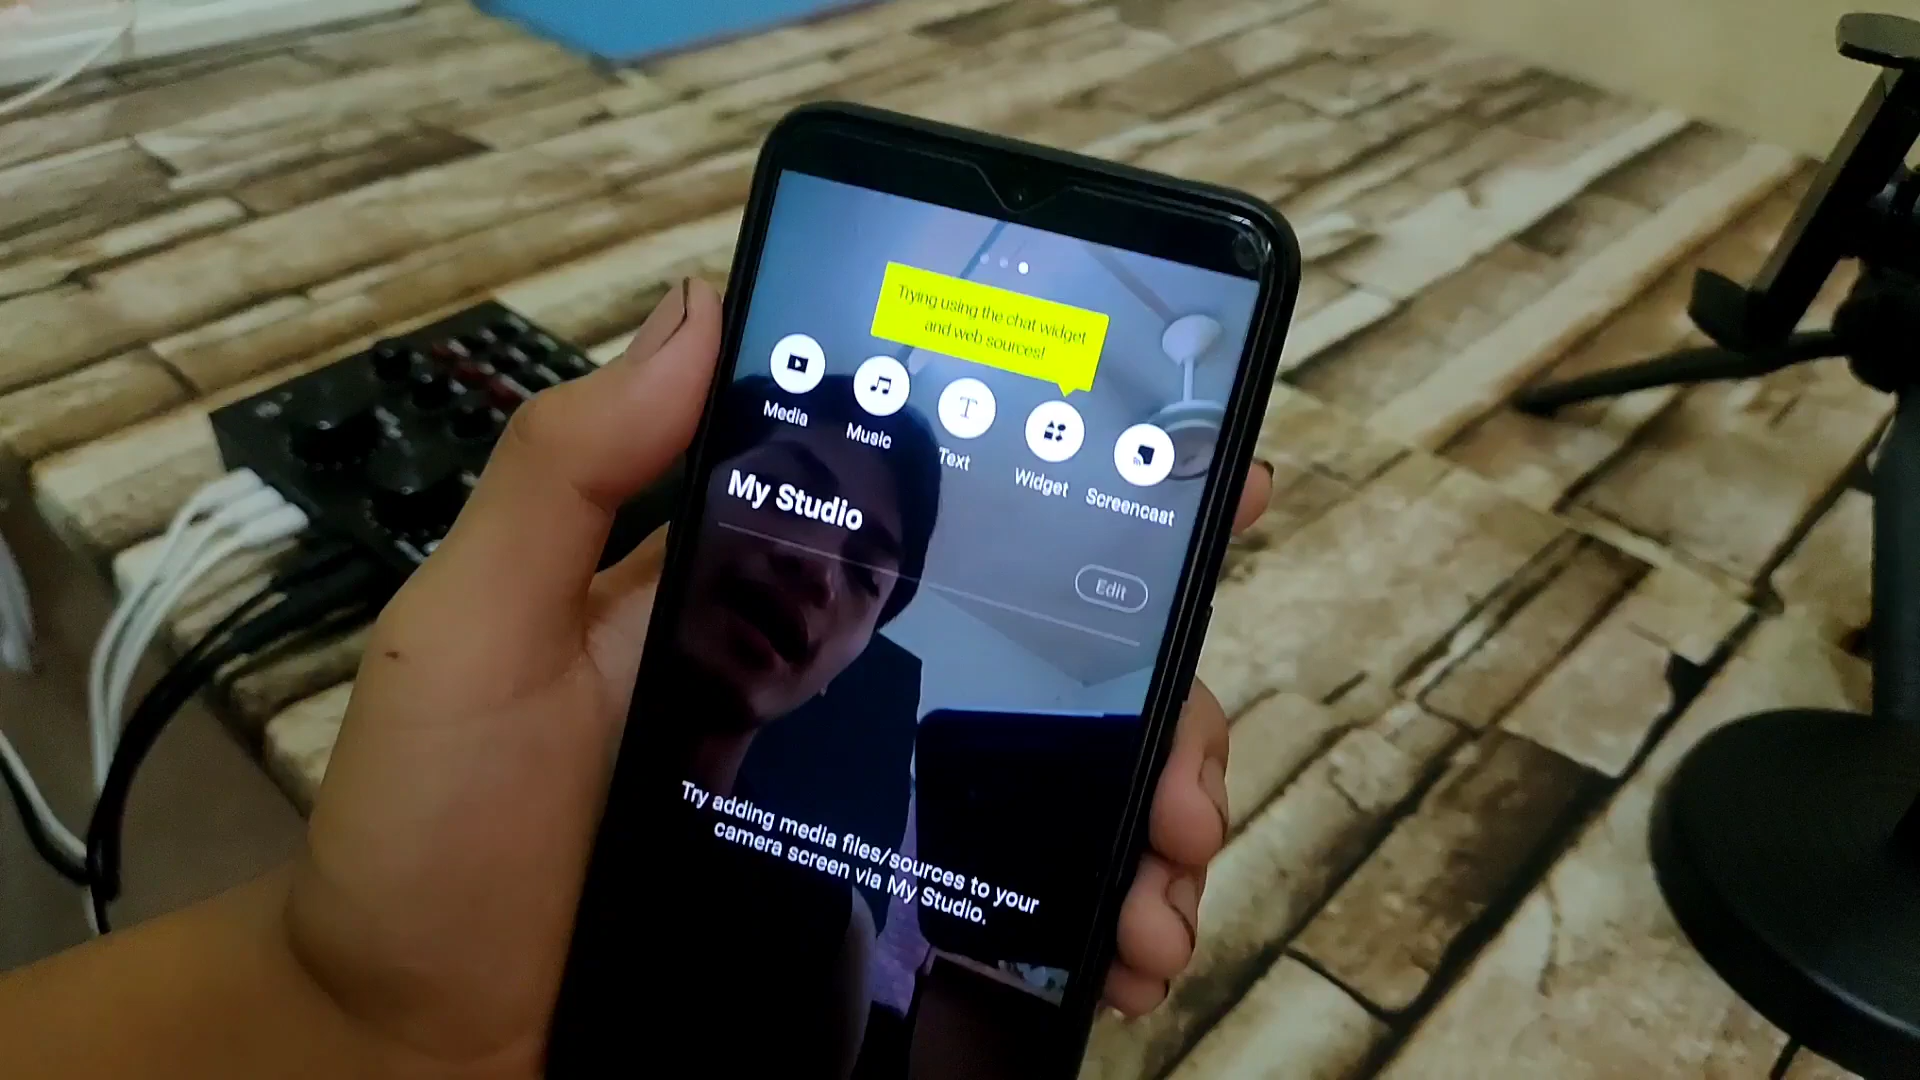 Trying using the chat widget
and web sources!
Media
Music
Text
Widget
Screencast
My Studio
Edit
Try adding media files/sources to your
camera screen via My Studio.